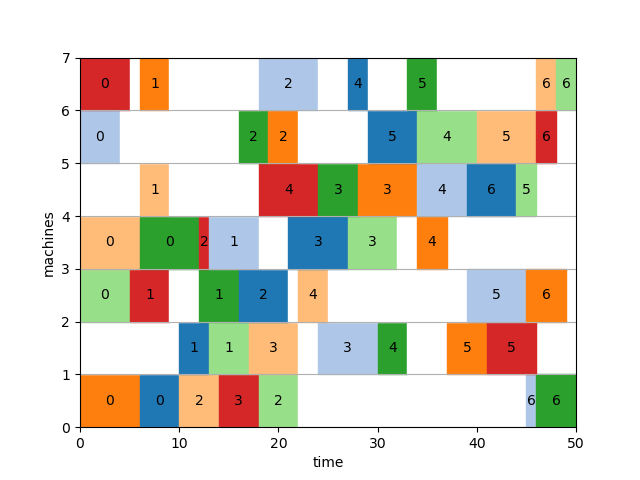 7
0 1 2 4 5 6 6
6
0 2 2 5 4 5 6
5
1 4 3 3 4 6 5
4
0 0 2 1 3 3 4
3
0 1 1 2 4 5 6
2
1 1 3 3 4 5 5
1
0 0 2 3 2 6 6
0
machines
0 10 20 30 40 50
time